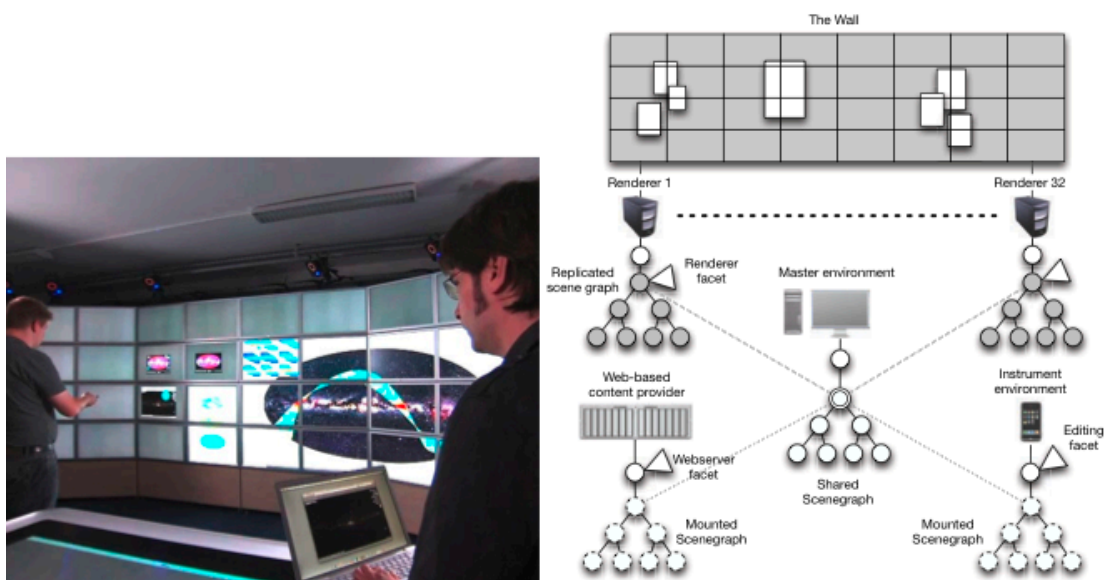 The Wall
Renderer 1
Renderer 32
Replicated
scene graph
Renderer
facet
Master environment
Web-based
content provider
Instrument
environment
Webserver
facet
Editing
facet
Shared
Scenegraph
Mounted
Scenegraph
Mounted
Scenegraph